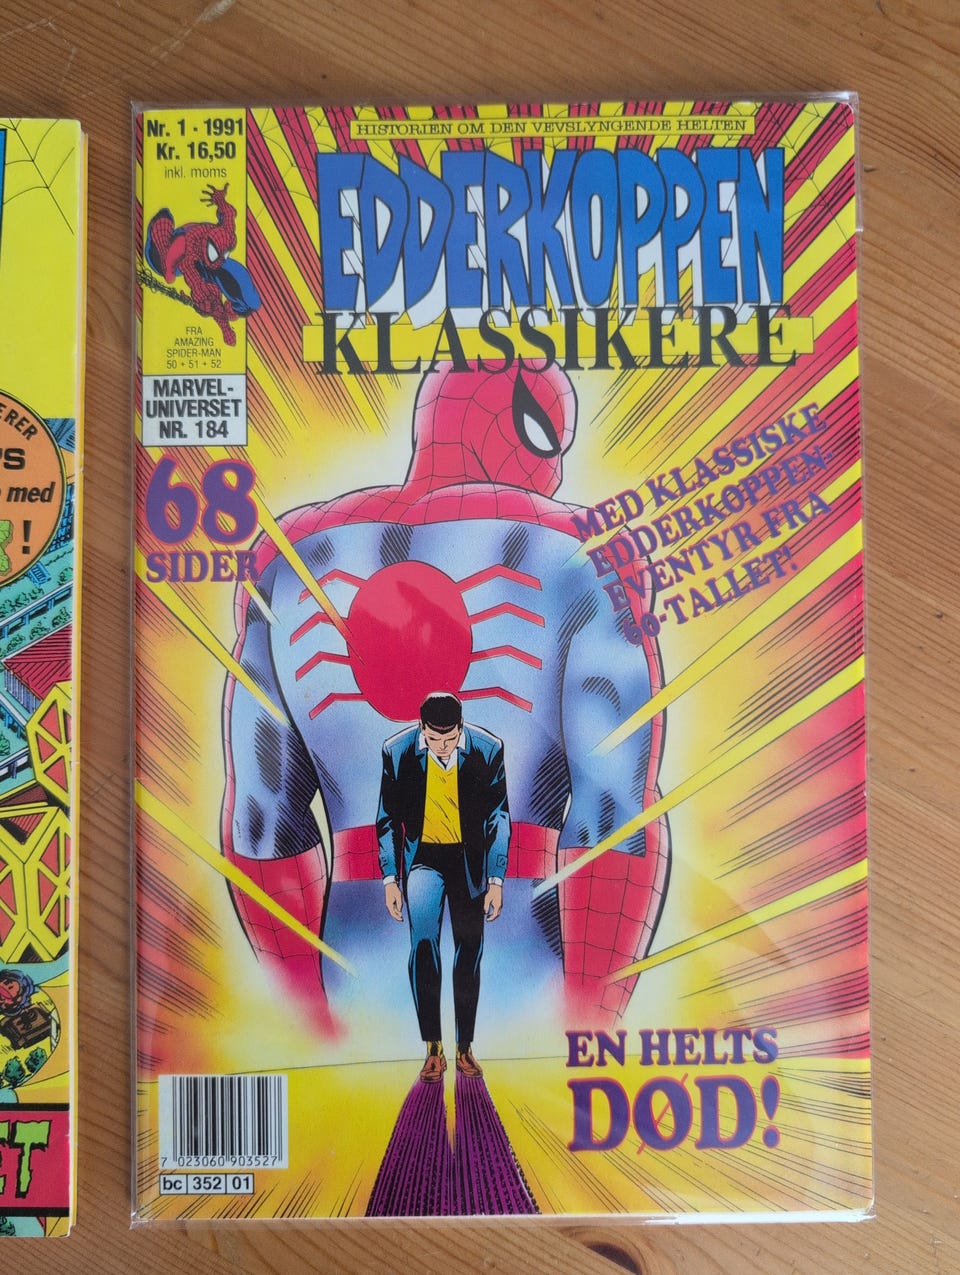 Nr. 1 · 1991
Kr. 16,50
inkl. moms
FRA
AMAZING
SPIDER-MAN
50 + 51 + 52
MARVEL-
UNIVERSET
NR. 184
HISTORIEN OM DEN VEVSLYNGENDE HELTEN
EDDERKOPPEN
KLASSIKERE
68
SIDER
MED KLASSISKE
EDDERKOPPEN-
EVENTYR FRA
60-TALLET!
EN HELTS
DØD!
7 023060 903527
bc 352 01
med
!